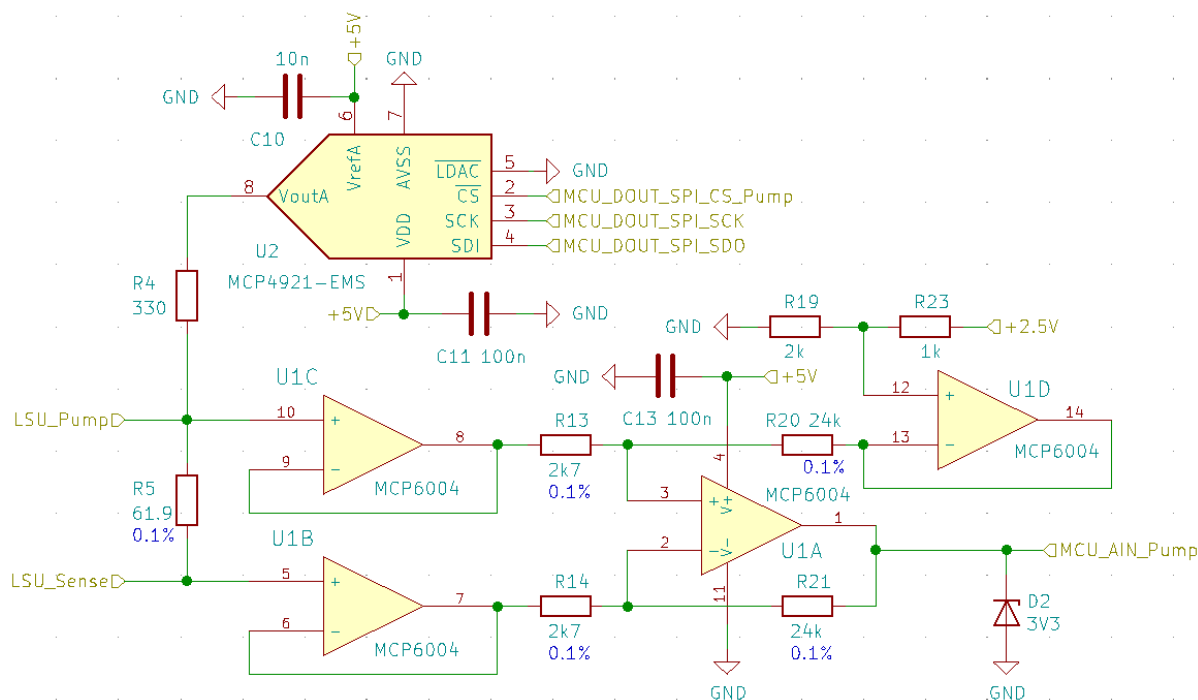 +5V
10n
GND
GND
C10
6
7
VrefA
AVSS
LDAC
5
GND
8
VoutA
CS
2
MCU_DOUT_SPI_CS_Pump
SCK
3
MCU_DOUT_SPI_SCK
VDD
SDI
4
MCU_DOUT_SPI_SDO
U2
MCP4921-EMS
1
R4
330
+5V
GND
C11 100n
R19
R23
GND
+2.5V
2k
1k
U1C
GND
+5V
12
+
U1D
14
LSU_Pump
10
+
8
R13
C13 100n
R20 24k
13
-
9
-
MCP6004
2k7
0.1%
4
0.1%
MCP6004
R5
61.9
0.1%
3
+
V+
MCP6004
1
U1B
2
-
V-
U1A
MCU_AIN_Pump
LSU_Sense
5
+
7
R14
11
R21
D2
3V3
6
-
MCP6004
2k7
0.1%
24k
0.1%
GND
GND